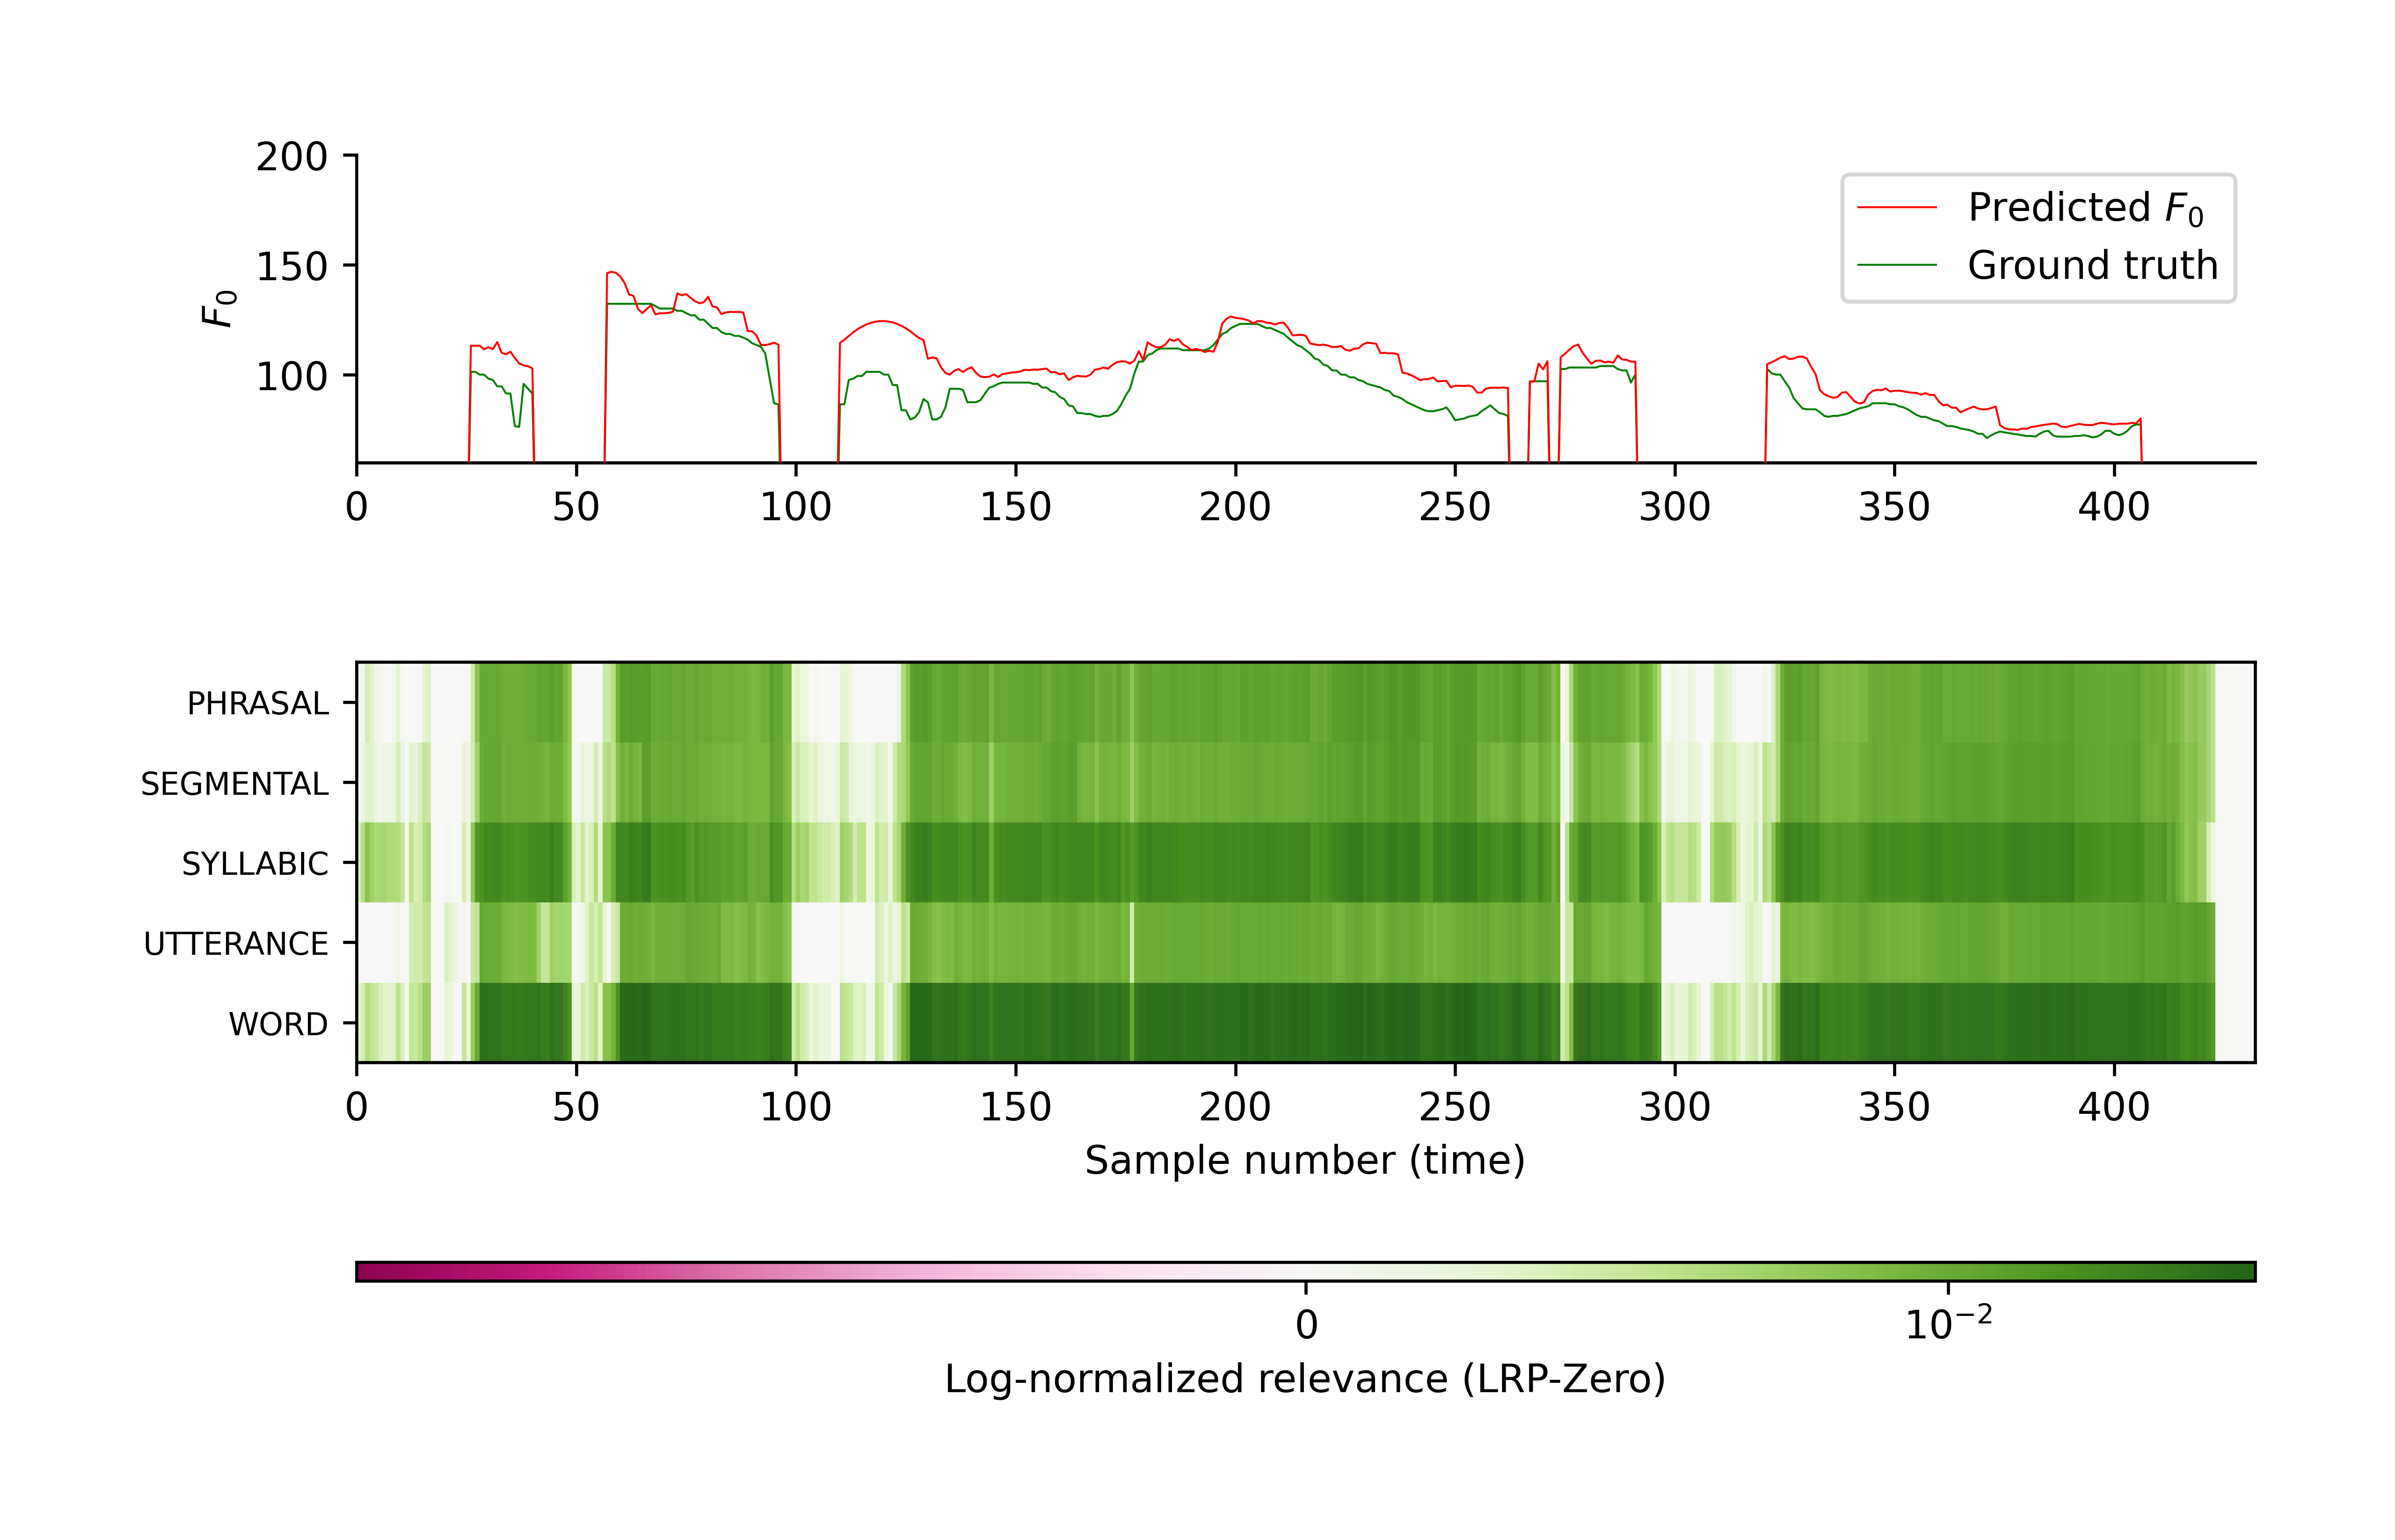 200
150
100
F₀
Predicted F₀
Ground truth
0 50 100 150 200 250 300 350 400
PHRASAL
SEGMENTAL
SYLLABIC
UTTERANCE
WORD
0 50 100 150 200 250 300 350 400
Sample number (time)
0 10⁻²
Log-normalized relevance (LRP-Zero)